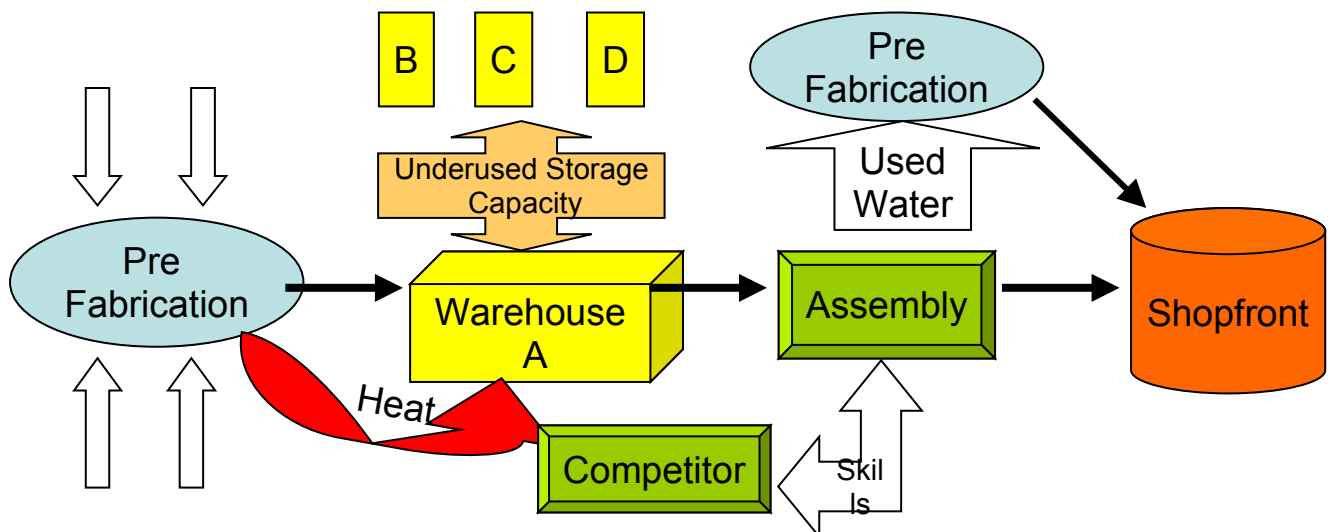 B
C
D
Pre
Fabrication
Underused Storage
Capacity
Used
Water
Pre
Fabrication
Warehouse
A
Assembly
Shopfront
Heat
Competitor
Skil
ls